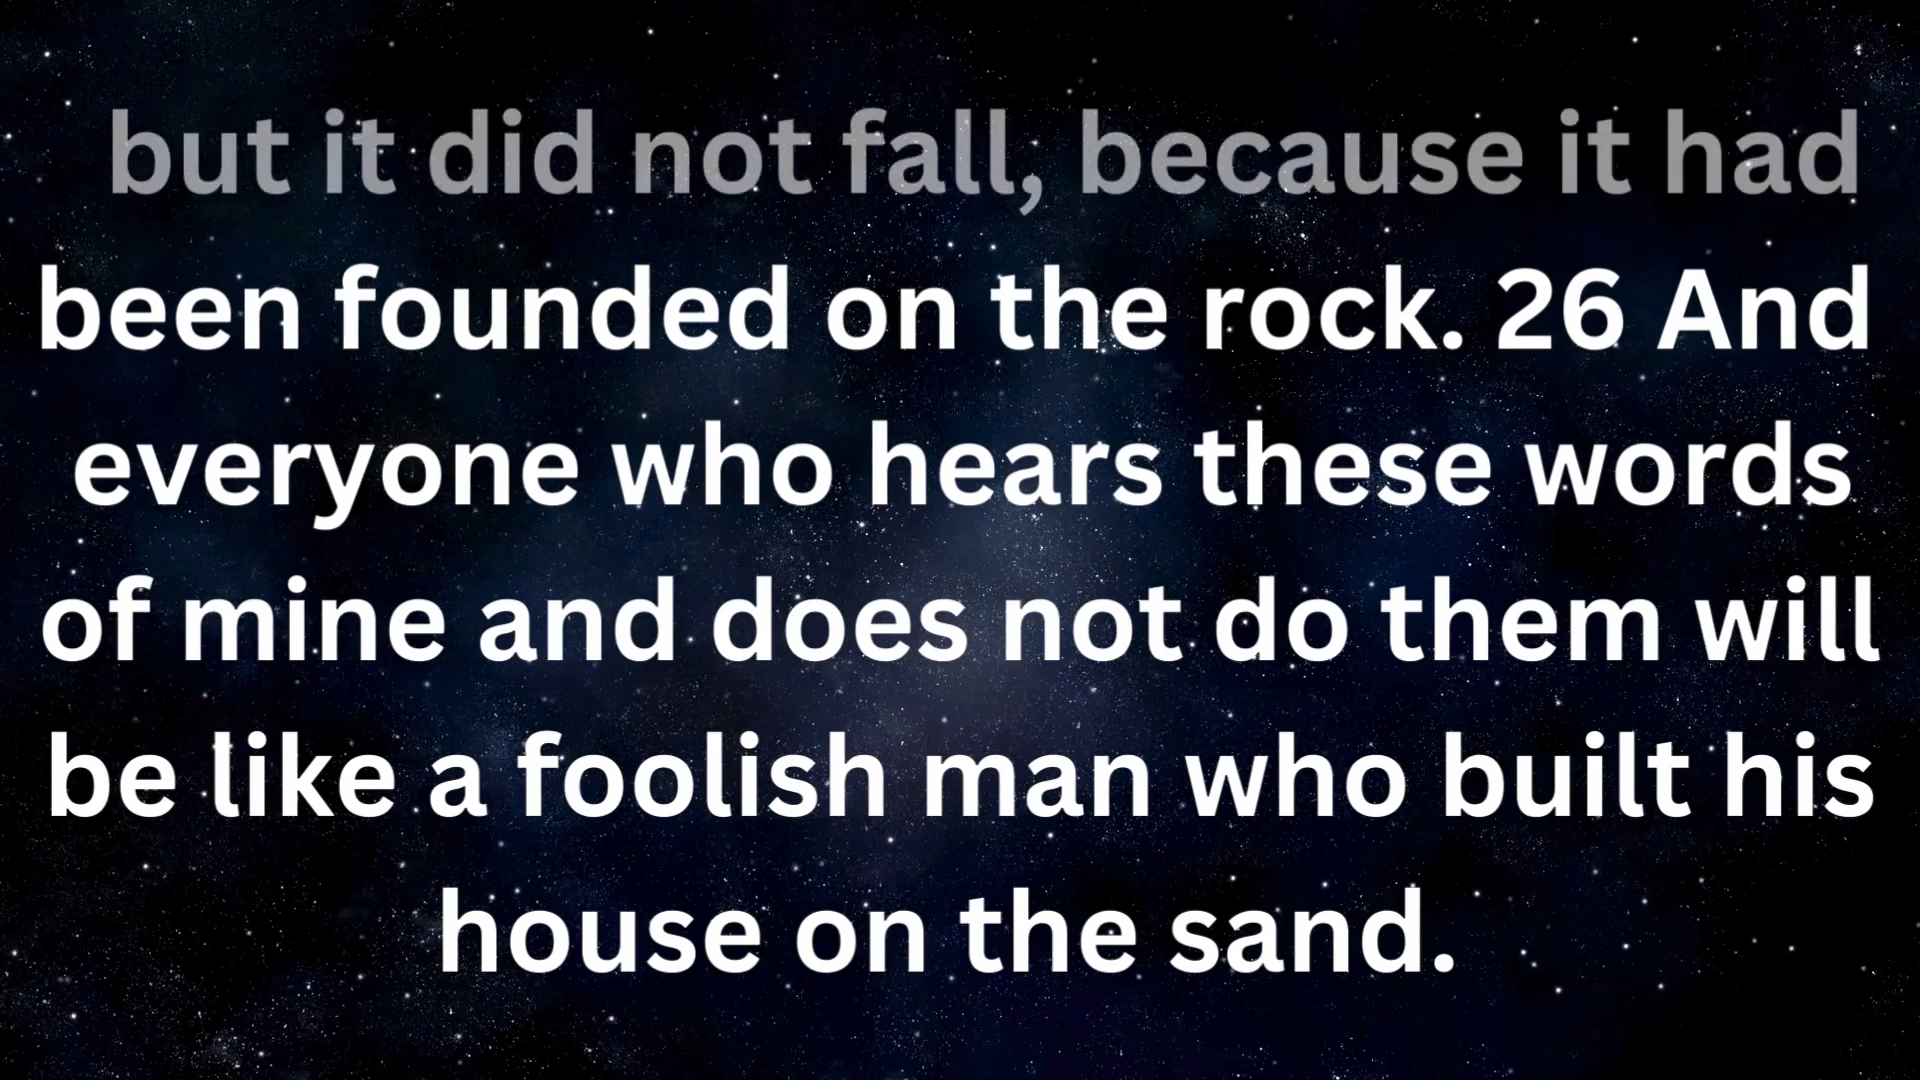 but it did not fall, because it had
been founded on the rock. 26 And
everyone who hears these words
of mine and does not do them will
be like a foolish man who built his
house on the sand.